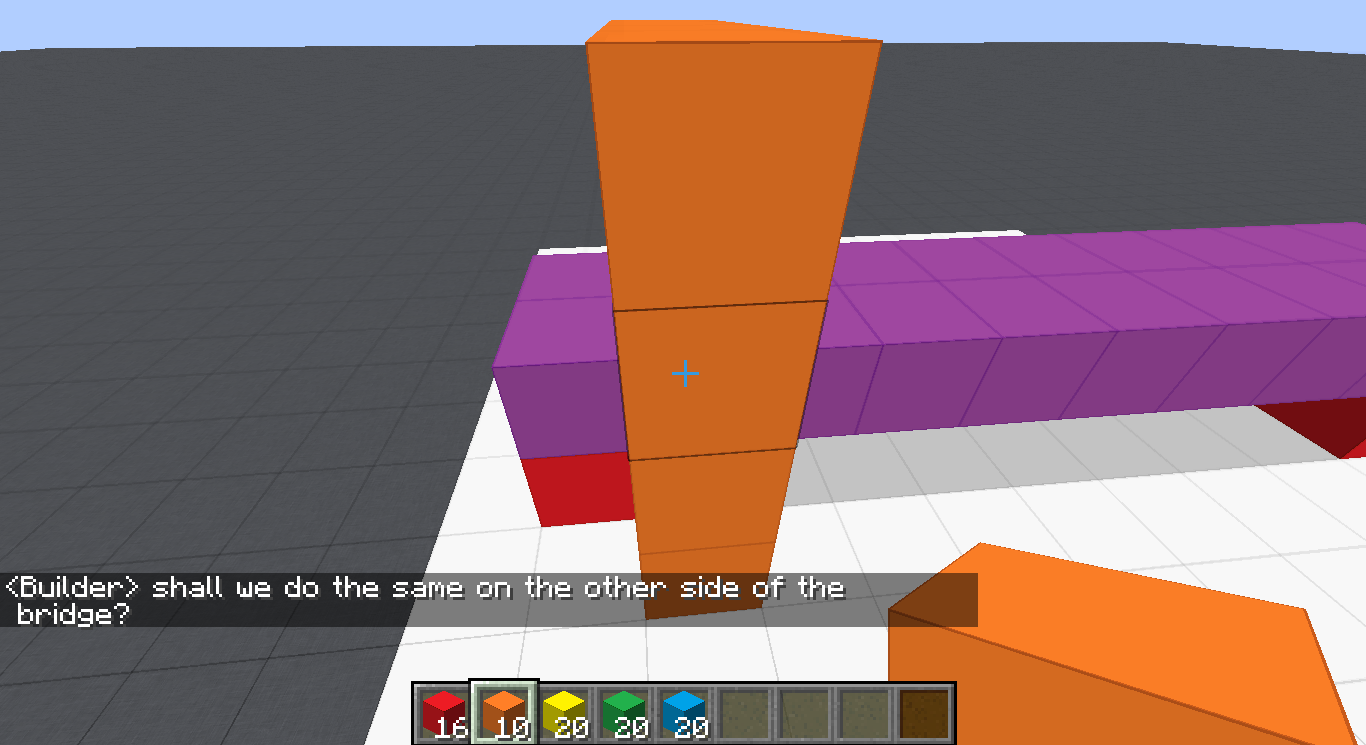 <Builder> shall we do the same on the other side of the
bridge?
16 10 20 20 20